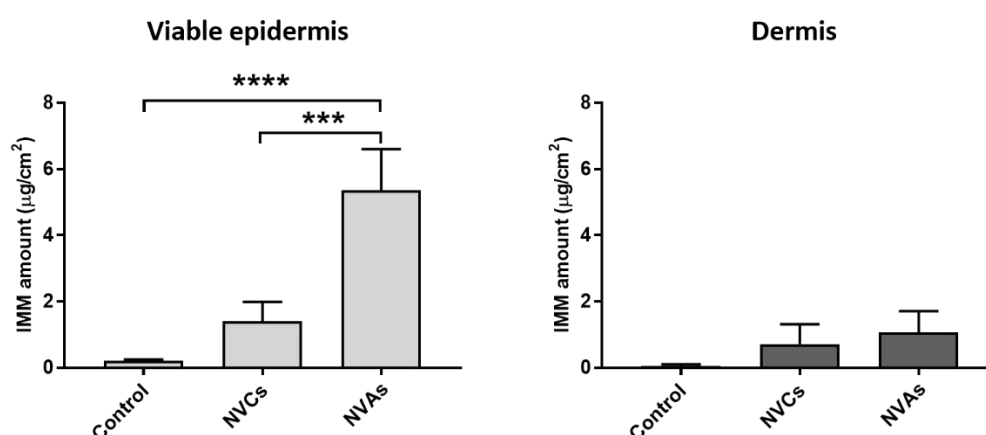 Viable epidermis
****
***
IMM amount (µg/cm²)
8
6
4
2
0
Control
NVCs
NVAs
Dermis
IMM amount (µg/cm²)
8
6
4
2
0
Control
NVCs
NVAs